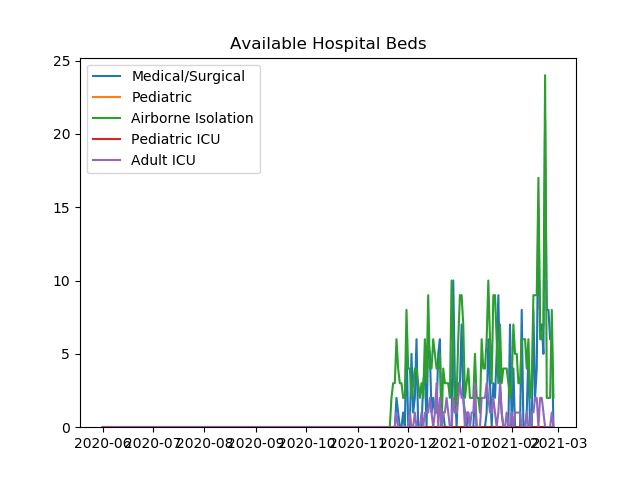 Available Hospital Beds
25
20
15
10
5
0
Medical/Surgical
Pediatric
Airborne Isolation
Pediatric ICU
Adult ICU
2020-06 2020-07 2020-08 2020-09 2020-10 2020-11 2020-12 2021-01 2021-02 2021-03